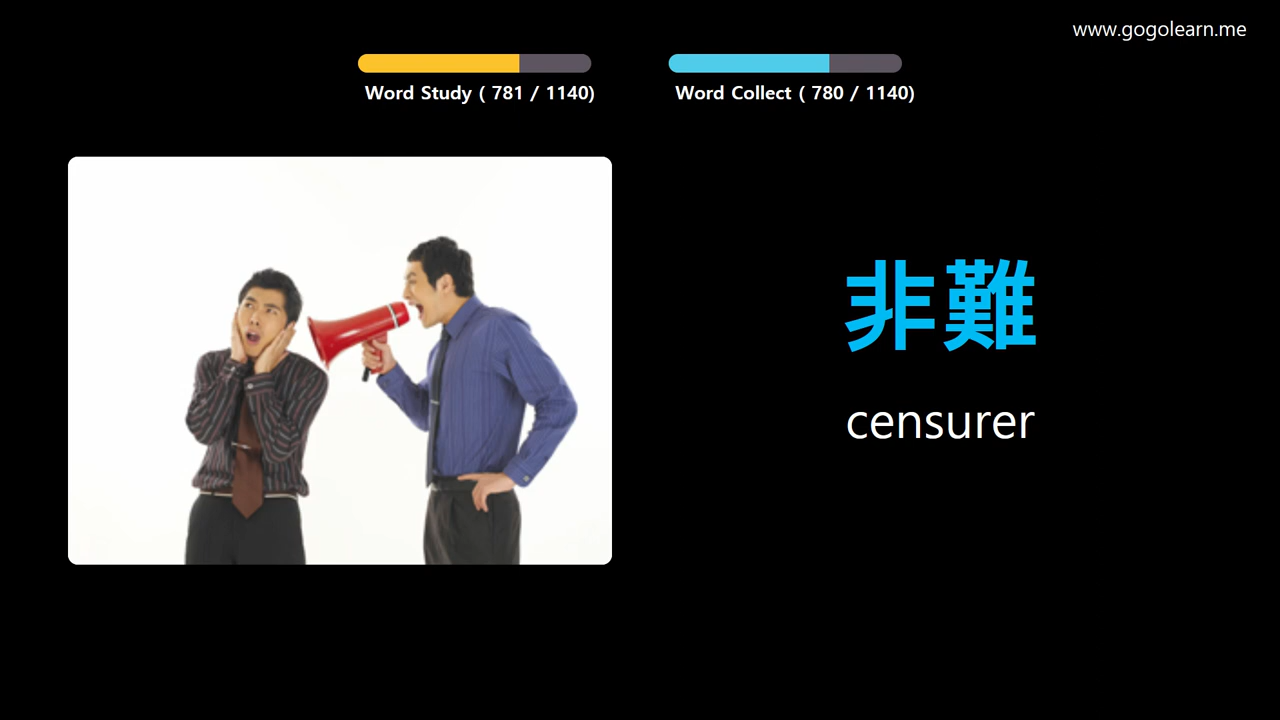 www.gogolearn.me
Word Study ( 781 / 1140)
Word Collect ( 780 / 1140)
非難
censurer